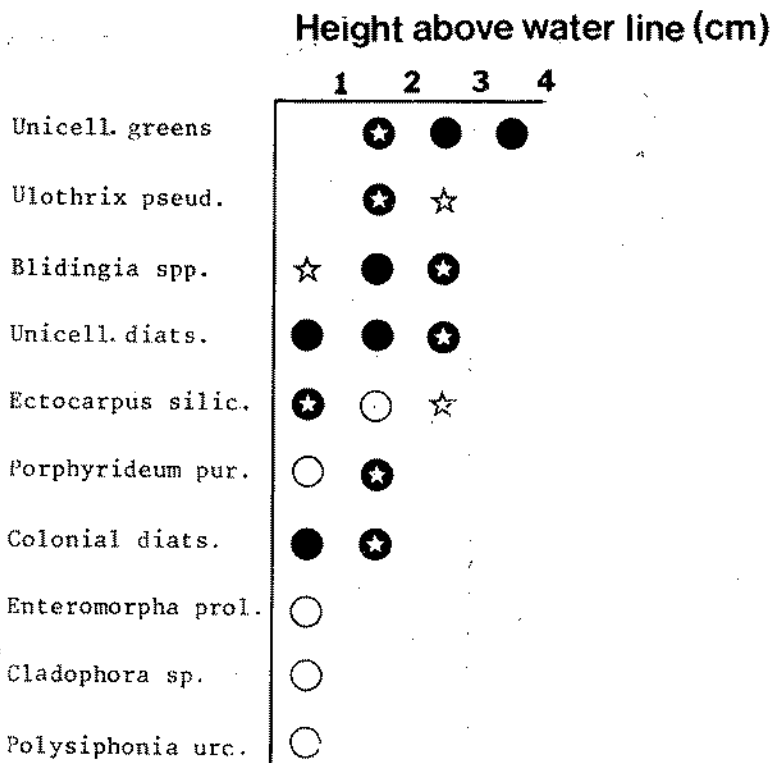 Height above water line (cm)
1 2 3 4
Unicell. greens
Ulothrix pseud.
Blidingia spp.
Unicell. diats.
Ectocarpus silic.
Porphyrideum pur.
Colonial diats.
Enteromorpha prol.
Cladophora sp.
Polysiphonia urc.